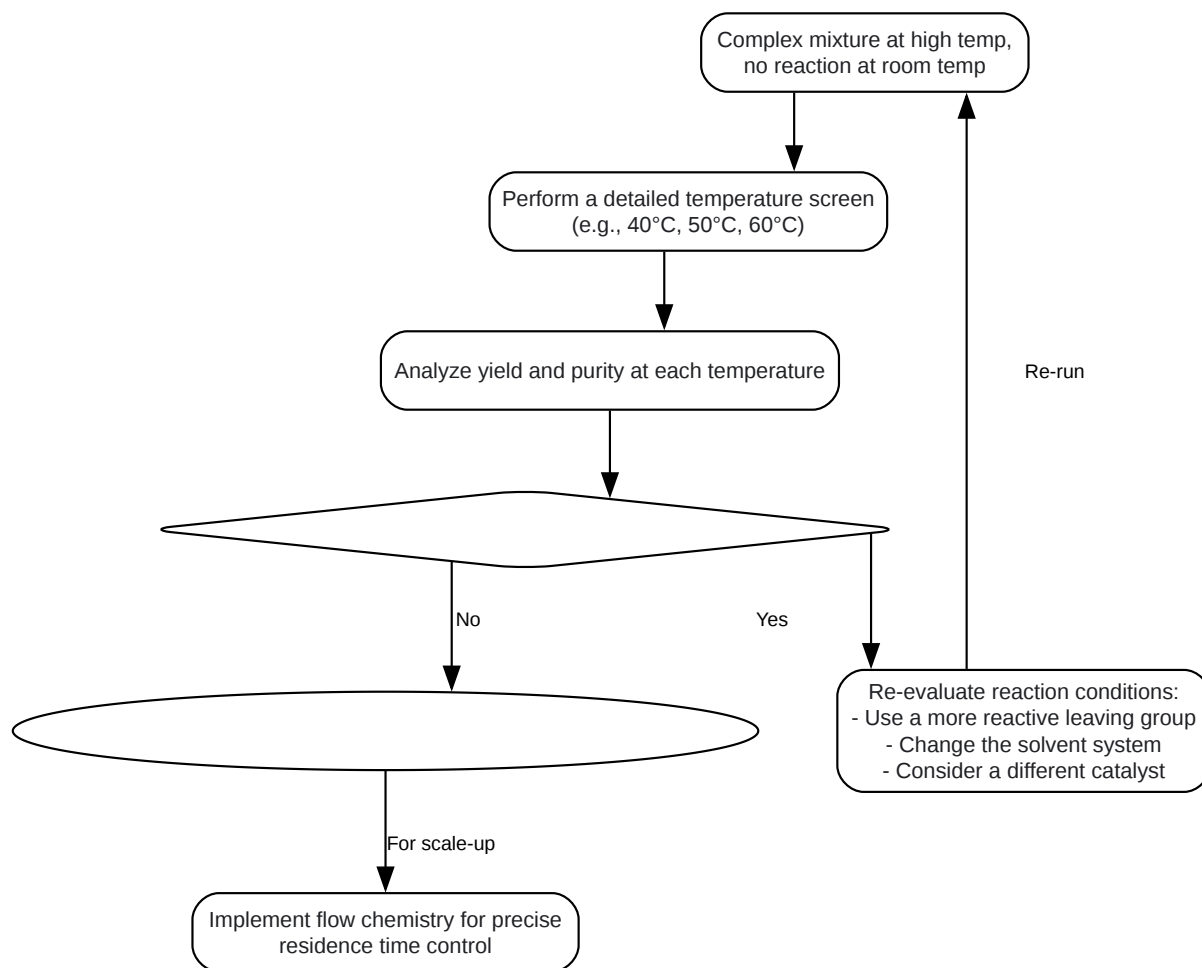 Complex mixture at high temp,
no reaction at room temp
Perform a detailed temperature screen
(e.g., 40°C, 50°C, 60°C)
Analyze yield and purity at each temperature
Re-run
No
Yes
Re-evaluate reaction conditions:
- Use a more reactive leaving group
- Change the solvent system
- Consider a different catalyst
For scale-up
Implement flow chemistry for precise
residence time control